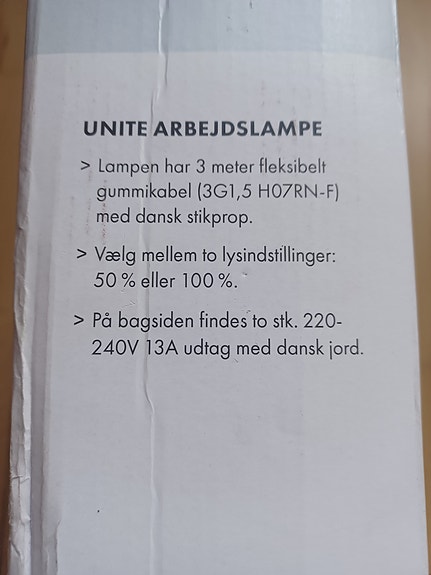 UNITE ARBEJDSLAMPE
> Lampen har 3 meter fleksibelt
gummikabel (3G1,5 H07RN-F)
med dansk stikprop.
> Vælg mellem to lysindstillinger:
50 % eller 100 %.
> På bagsiden findes to stk. 220-
240V 13A udtag med dansk jord.